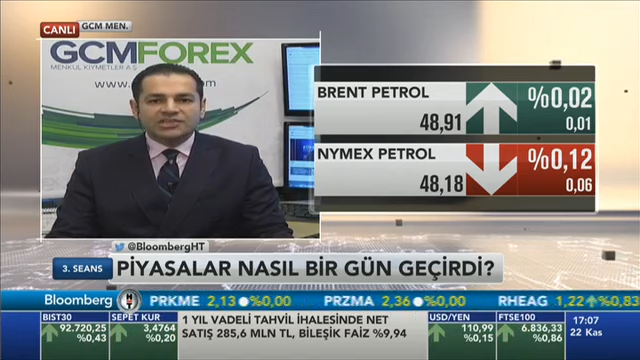 CANLI
GCM MEN.
GCMFOREX
MENKUL KIYMETLER A.Ş.
BRENT PETROL
48,91
%0,02
0,01
NYMEX PETROL
48,18
%0,12
0,06
@BloombergHT
3. SEANS
PİYASALAR NASIL BİR GÜN GEÇİRDİ?
Bloomberg HT
PRKME 2,13 %0,00
PRZMA 2,36 %0,00
RHEAG 1,22 %0,83
BIST30
92.720,25
%0,43
SEPET KUR
3,4764
%0,20
1 YIL VADELİ TAHVİL İHALESİNDE NET
SATIŞ 285,6 MLN TL, BİLEŞİK FAİZ %9,94
USD/YEN
110,99
%0,15
FTSE100
6.836,33
%0,86
17:07
22 Kas